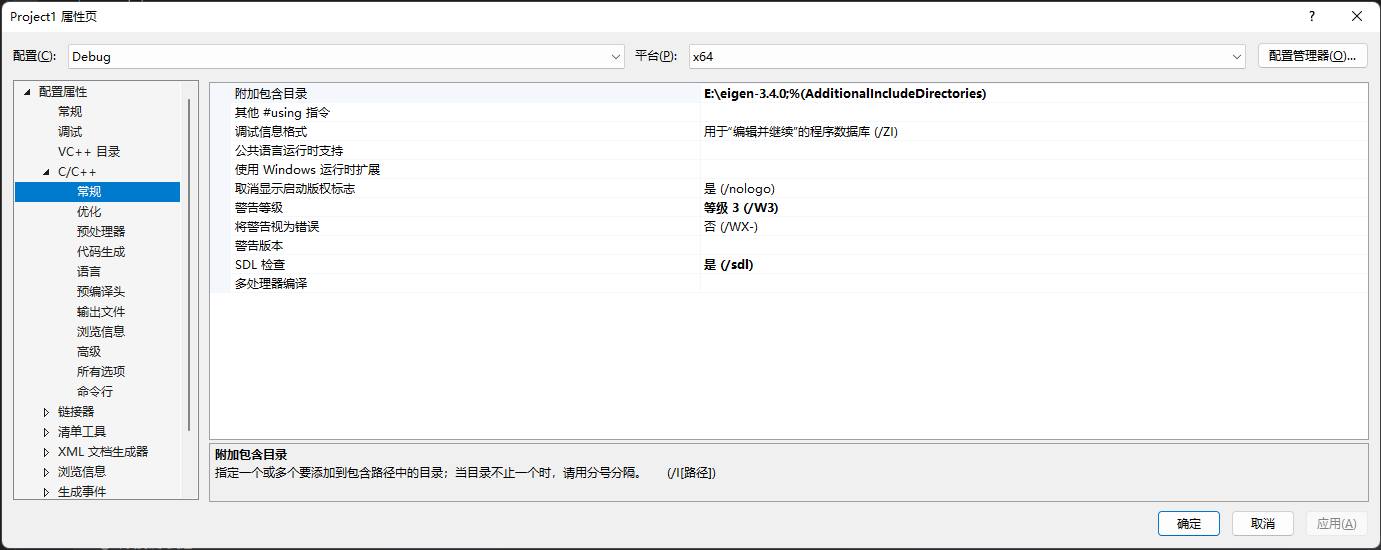 Project1 属性页
?
配置(C): Debug 平台(P): x64 配置管理器(O)...
配置属性
常规
调试
VC++ 目录
C/C++
常规
优化
预处理器
代码生成
语言
预编译头
输出文件
浏览信息
高级
所有选项
命令行
链接器
清单工具
XML 文档生成器
浏览信息
生成事件
附加包含目录 E:\eigen-3.4.0;%(AdditionalIncludeDirectories)
其他 #using 指令
调试信息格式 用于“编辑并继续”的程序数据库 (/ZI)
公共语言运行时支持
使用 Windows 运行时扩展
取消显示启动版权标志 是 (/nologo)
警告等级 等级 3 (/W3)
将警告视为错误 否 (/WX-)
警告版本
SDL 检查 是 (/sdl)
多处理器编译
附加包含目录
指定一个或多个要添加到包含路径中的目录；当目录不止一个时，请用分号分隔。 (/I[路径])
确定 取消 应用(A)